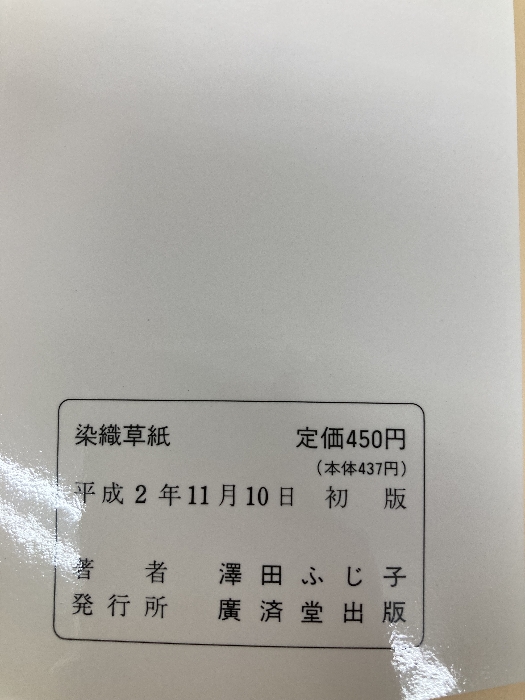 染織草紙 定価450円
(本体437円)
平成2年11月10日 初版
著者 澤田ふじ子
発行所 廣済堂出版